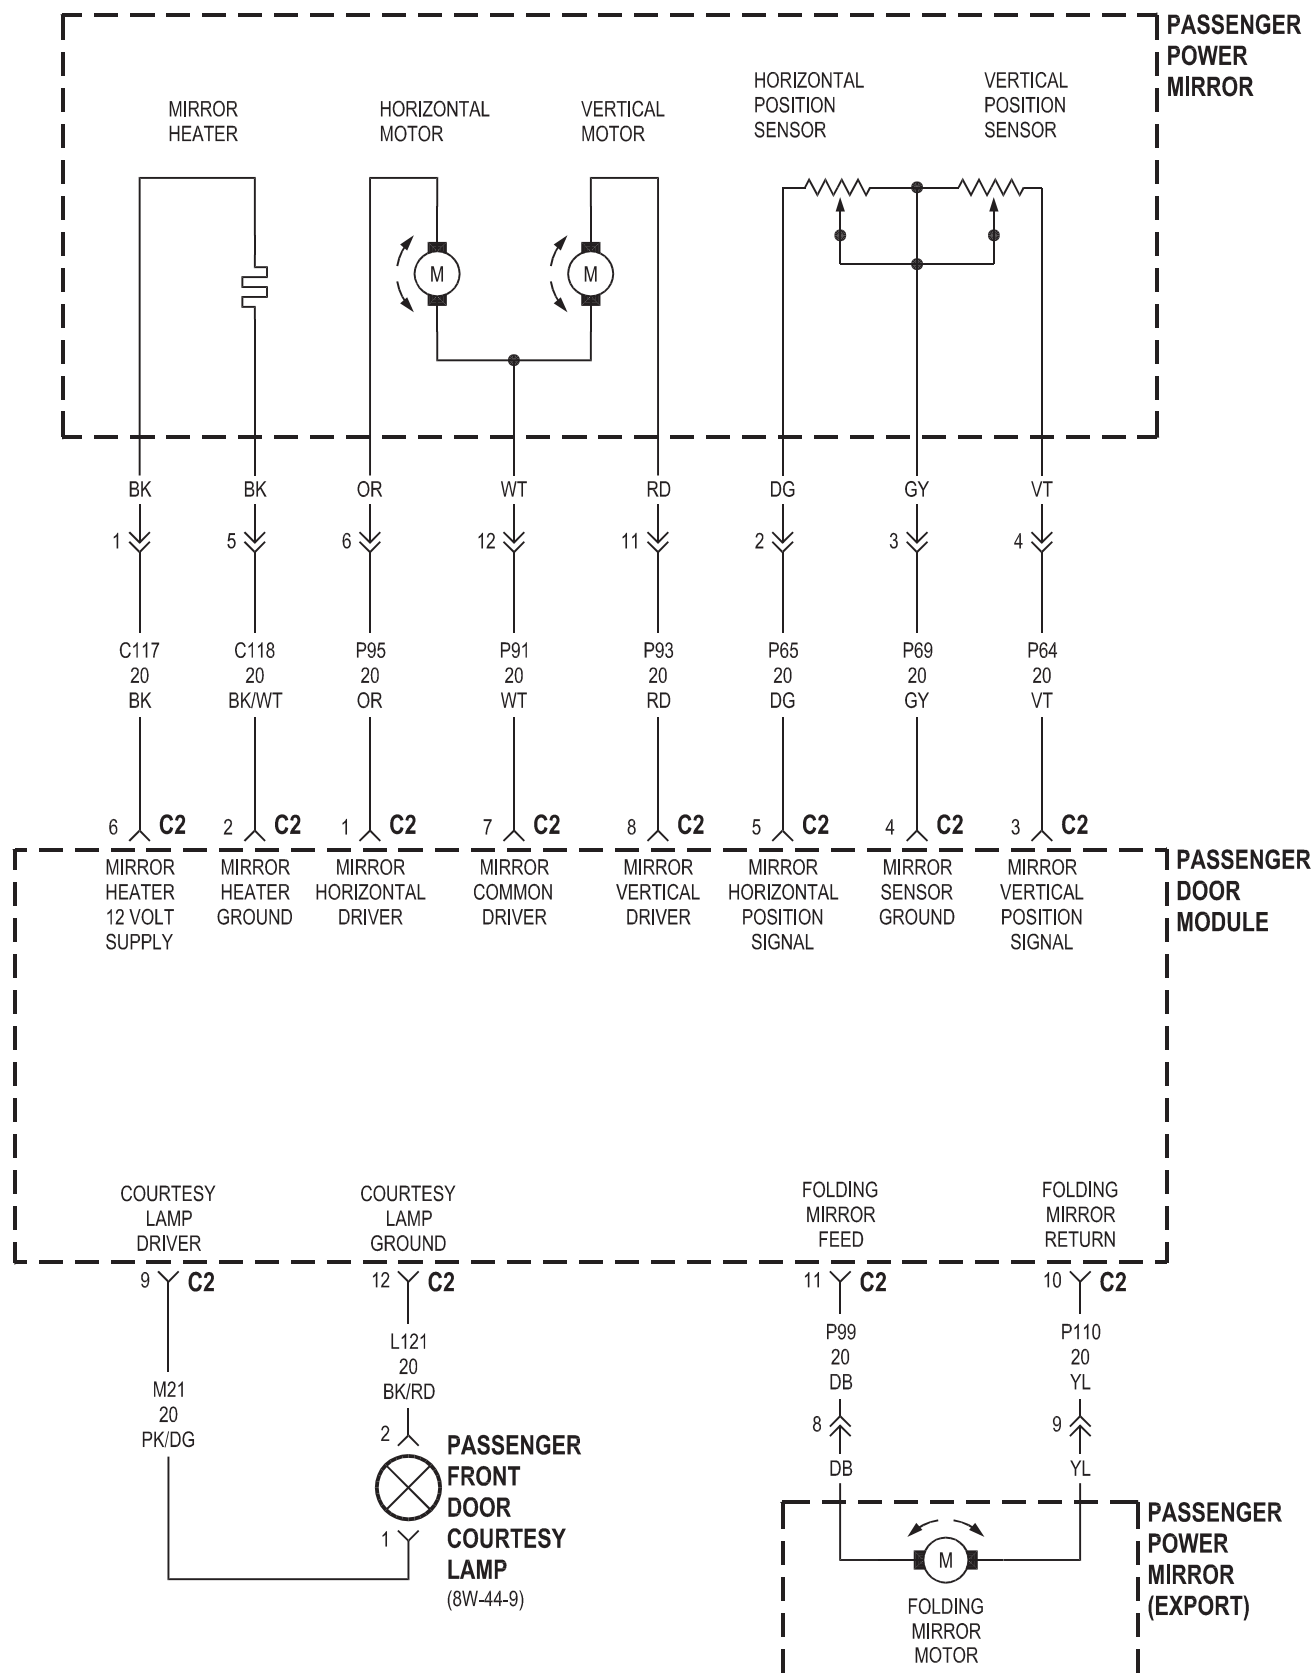 PASSENGER
POWER
MIRROR
MIRROR
HEATER
HORIZONTAL
MOTOR
VERTICAL
MOTOR
HORIZONTAL
POSITION
SENSOR
VERTICAL
POSITION
SENSOR
M
M
BK
BK
OR
WT
RD
DG
GY
VT
1
5
6
12
11
2
3
4
C117
20
BK
C118
20
BK/WT
P95
20
OR
P91
20
WT
P93
20
RD
P65
20
DG
P69
20
GY
P64
20
VT
6 C2
2 C2
1 C2
7 C2
8 C2
5 C2
4 C2
3 C2
PASSENGER
DOOR
MODULE
MIRROR
HEATER
12 VOLT
SUPPLY
MIRROR
HEATER
GROUND
MIRROR
HORIZONTAL
DRIVER
MIRROR
COMMON
DRIVER
MIRROR
VERTICAL
DRIVER
MIRROR
HORIZONTAL
POSITION
SIGNAL
MIRROR
SENSOR
GROUND
MIRROR
VERTICAL
POSITION
SIGNAL
COURTESY
LAMP
DRIVER
COURTESY
LAMP
GROUND
FOLDING
MIRROR
FEED
FOLDING
MIRROR
RETURN
9 C2
12 C2
11 C2
10 C2
M21
20
PK/DG
L121
20
BK/RD
2
1
PASSENGER
FRONT
DOOR
COURTESY
LAMP
(8W-44-9)
P99
20
DB
8
DB
P110
20
YL
9
YL
PASSENGER
POWER
MIRROR
(EXPORT)
M
FOLDING
MIRROR
MOTOR